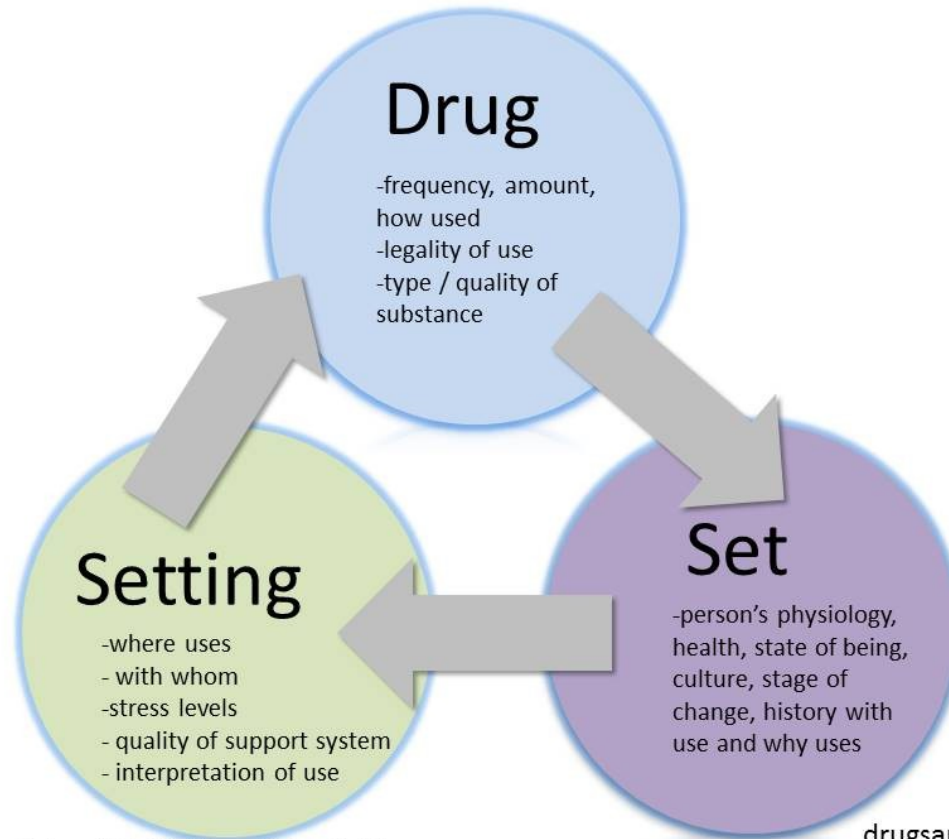 Drug
-frequency, amount,
how used
-legality of use
-type / quality of
substance
Set
-person's physiology,
health, state of being,
culture, stage of
change, history with
use and why uses
Setting
-where uses
- with whom
-stress levels
- quality of support system
- interpretation of use